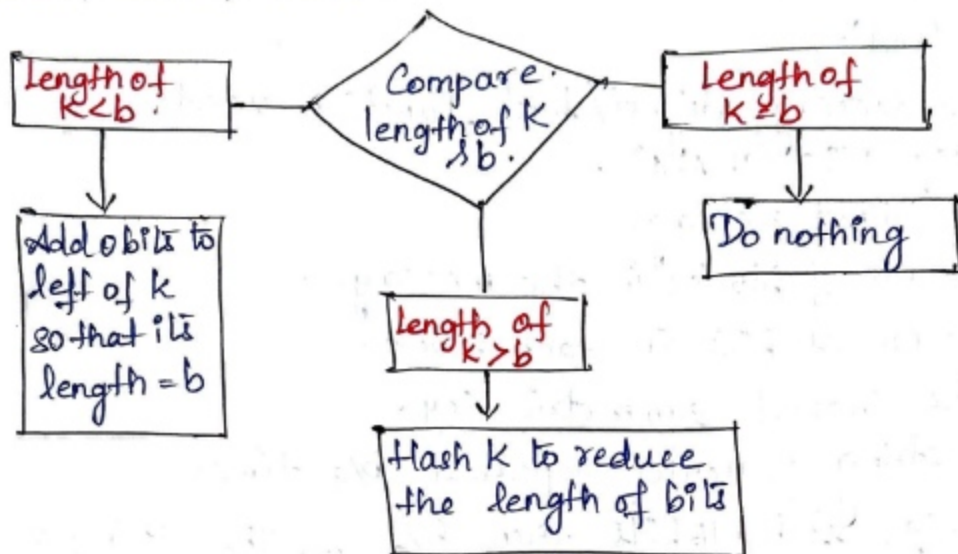 Length of
K<b.
Compare
length of K
& b.
Length of
K = b
Add 0 bits to
left of K
so that its
length = b
Do nothing
Length of
K > b
Hash K to reduce
the length of bits